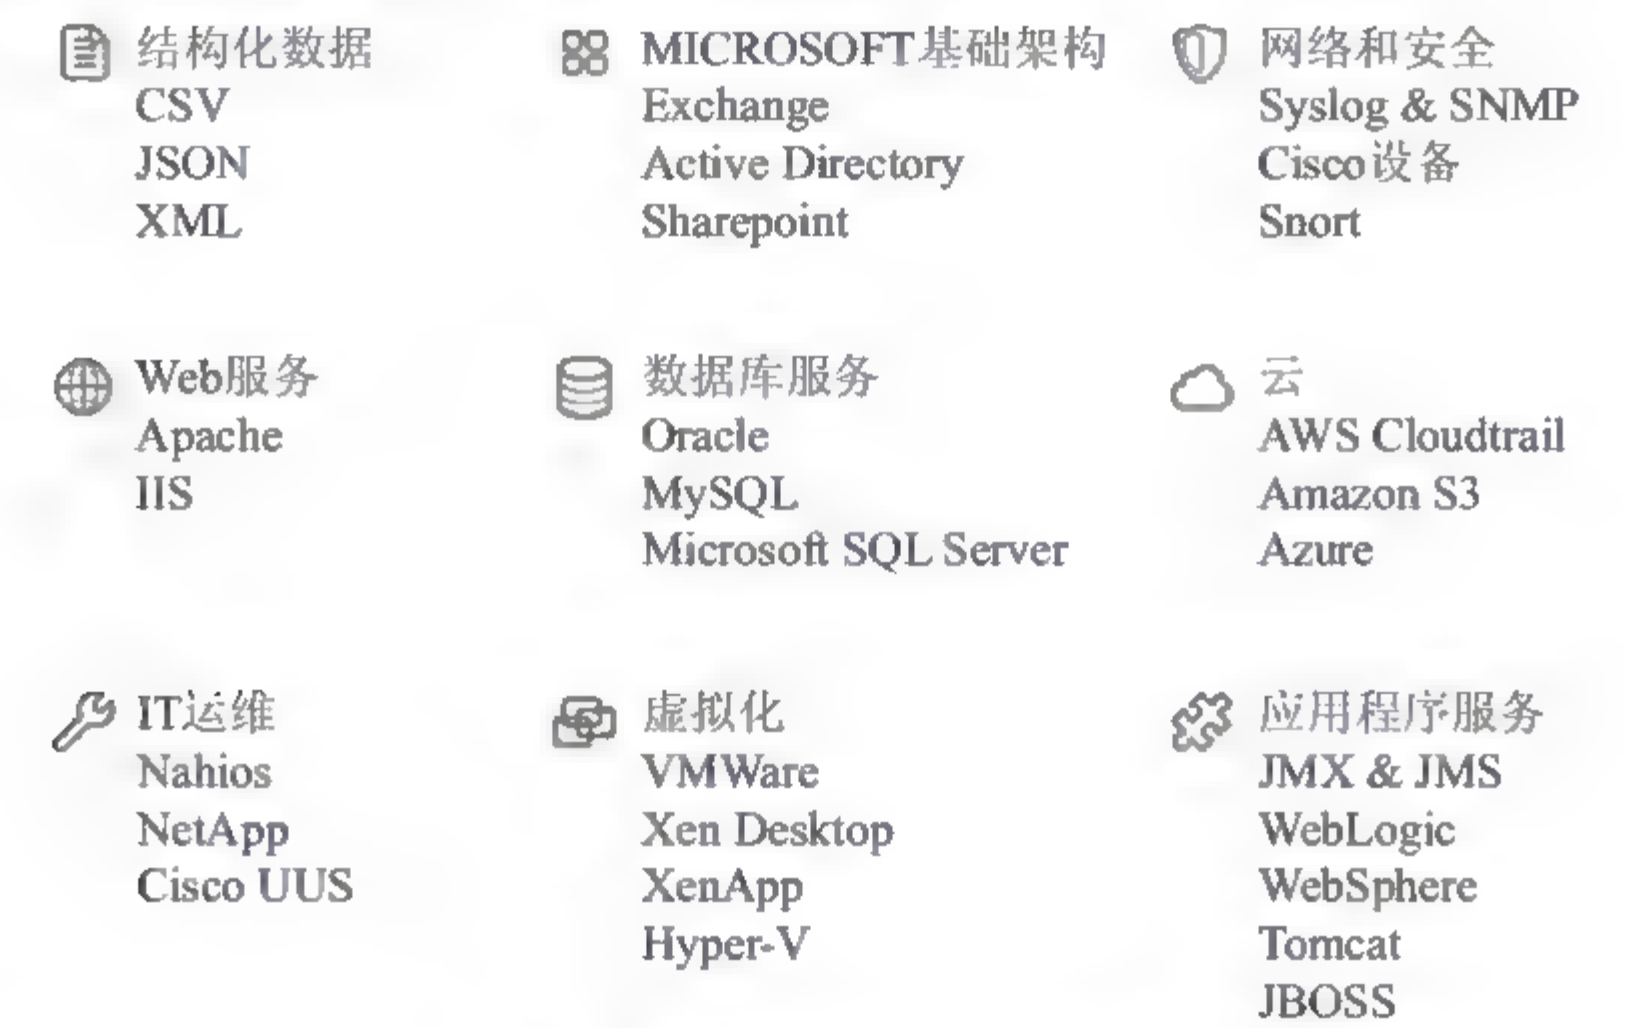 结构化数据
CSV
JSON
XML
MICROSOFT基础架构
Exchange
Active Directory
Sharepoint
网络和安全
Syslog & SNMP
Cisco设备
Snort
Web服务
Apache
IIS
数据库服务
Oracle
MySQL
Microsoft SQL Server
云
AWS Cloudtrail
Amazon S3
Azure
IT运维
Nahios
NetApp
Cisco UUS
虚拟化
VMWare
Xen Desktop
XenApp
Hyper-V
应用程序服务
JMX & JMS
WebLogic
WebSphere
Tomcat
JBOSS